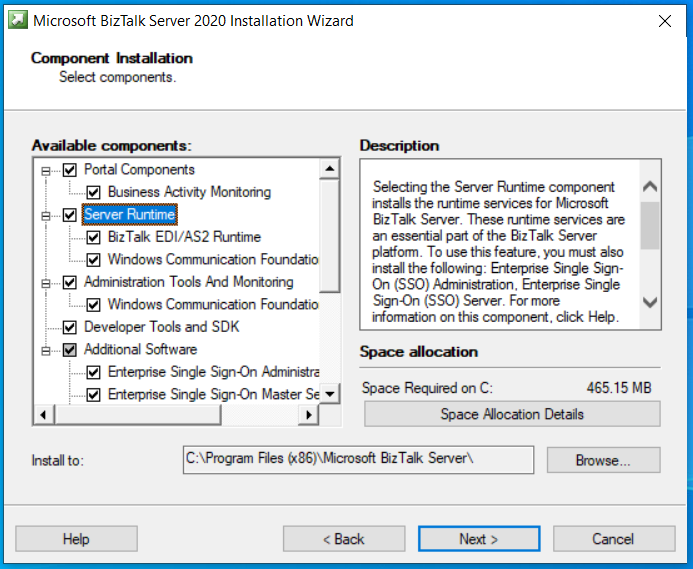 Microsoft BizTalk Server 2020 Installation Wizard
Component Installation
Select components.
Available components:
Portal Components
Business Activity Monitoring
Server Runtime
BizTalk EDI/AS2 Runtime
Windows Communication Foundatio
Administration Tools And Monitoring
Windows Communication Foundatio
Developer Tools and SDK
Additional Software
Enterprise Single Sign-On Administra
Enterprise Single Sign-On Master Se
Description
Selecting the Server Runtime component
installs the runtime services for Microsoft
BizTalk Server. These runtime services are
an essential part of the BizTalk Server
platform. To use this feature, you must also
install the following: Enterprise Single Sign-
On (SSO) Administration, Enterprise Single
Sign-On (SSO) Server. For more
information on this component, click Help.
Space allocation
Space Required on C: 465.15 MB
Space Allocation Details
Install to: C:\Program Files (x86)\Microsoft BizTalk Server\ Browse...
Help < Back Next > Cancel